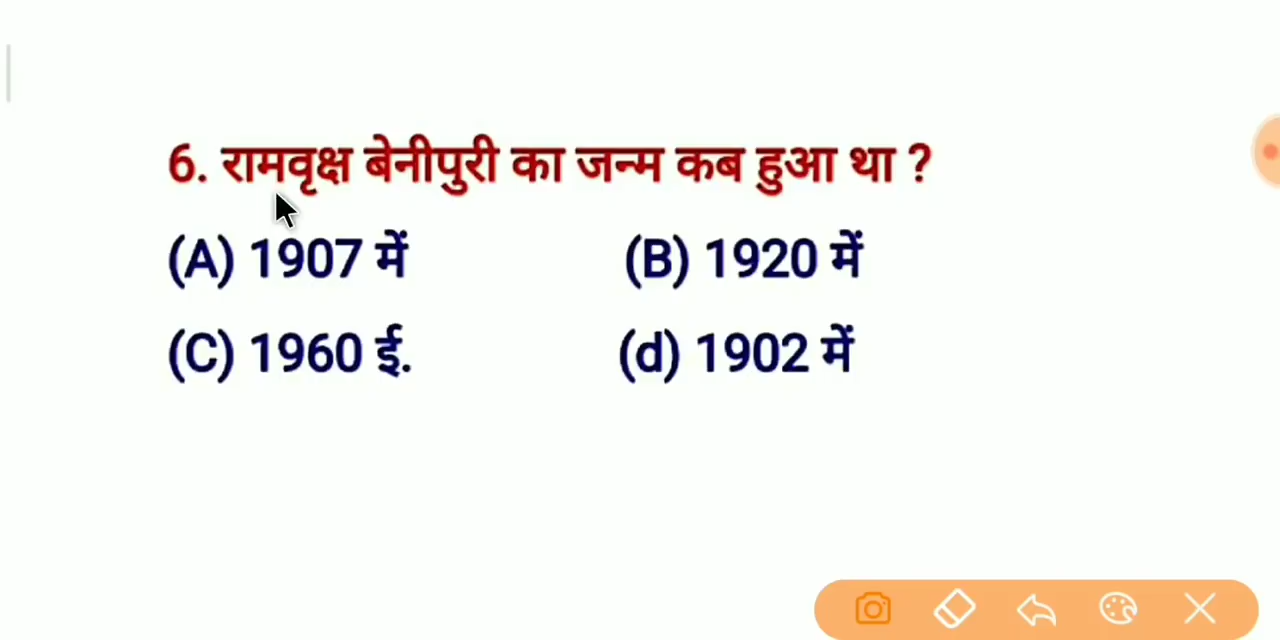 6. रामवृक्ष बेनीपुरी का जन्म कब हुआ था ?
(A) 1907 में (B) 1920 में
(C) 1960 ई. (d) 1902 में